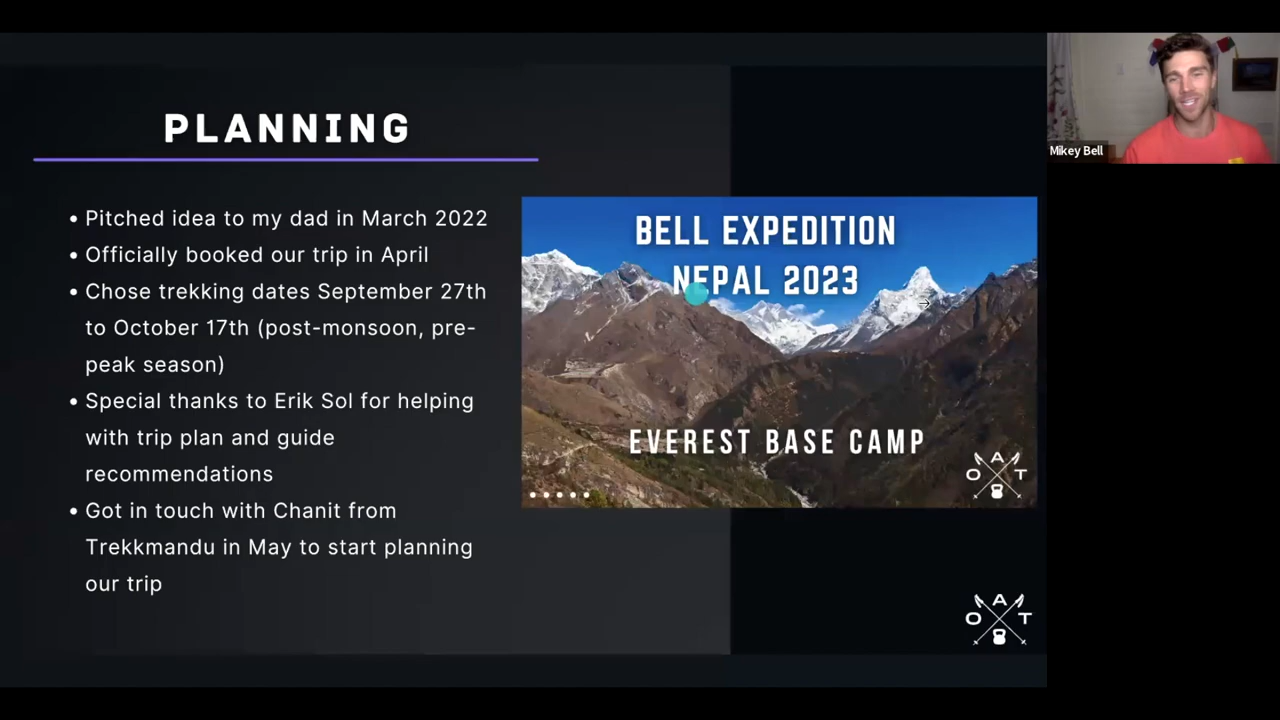 PLANNING
• Pitched idea to my dad in March 2022
• Officially booked our trip in April
• Chose trekking dates September 27th
to October 17th (post-monsoon, pre-
peak season)
• Special thanks to Erik Sol for helping
with trip plan and guide
recommendations
• Got in touch with Chanit from
Trekkmandu in May to start planning
our trip
BELL EXPEDITION
NEPAL 2023
EVEREST BASE CAMP
O A T
O A T
Mikey Bell